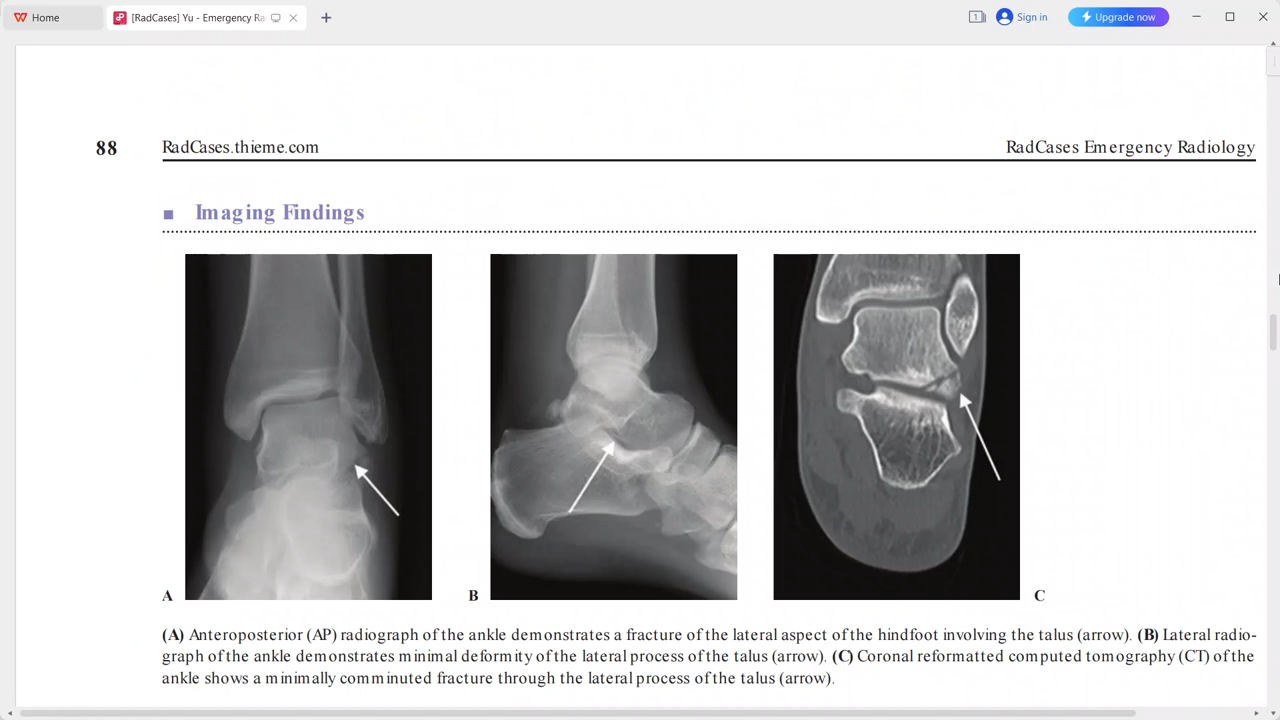 Home
[RadCases] Yu - Emergency Ra
1
Sign in
Upgrade now
88
RadCases.thieme.com
RadCases Emergency Radiology
Imaging Findings
A
B
C
(A) Anteroposterior (AP) radiograph of the ankle demonstrates a fracture of the lateral aspect of the hindfoot involving the talus (arrow). (B) Lateral radio-
graph of the ankle demonstrates minimal deformity of the lateral process of the talus (arrow). (C) Coronal reformatted computed tomography (CT) of the
ankle shows a minimally comminuted fracture through the lateral process of the talus (arrow).